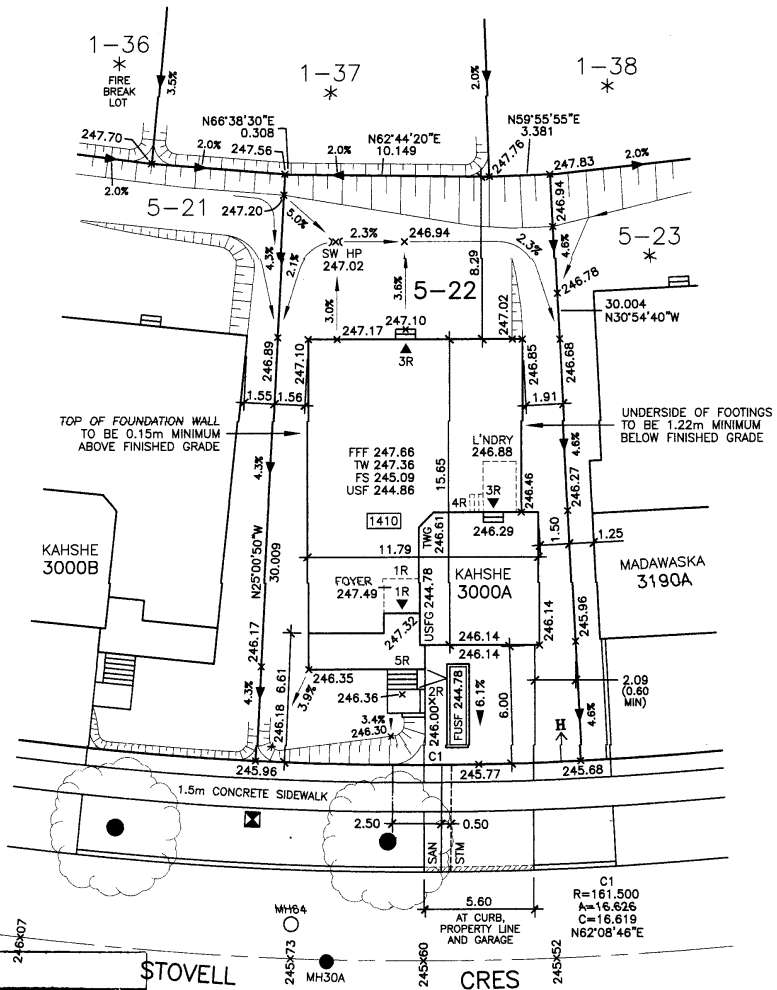 1-36
*
FIRE
BREAK
LOT
3.5%
1-37
*
2.0%
1-38
*
N66°38'30"E
0.308
247.70
2.0%
247.56
N62°44'20"E
10.149
2.0%
247.76
N59°55'55"E
3.381
247.83
2.0%
2.0%
5-21
247.20
5.0%
2.3%
246.94
SW HP
247.02
4.3%
2.1%
3.0%
3.6%
5-22
8.29
2.3%
246.94
4.6%
5-23
*
246.78
30.004
N30°54'40"W
247.17
247.10
247.02
3R
246.89
247.10
246.85
246.68
1.55
1.56
1.91
TOP OF FOUNDATION WALL
TO BE 0.15m MINIMUM
ABOVE FINISHED GRADE
UNDERSIDE OF FOOTINGS
TO BE 1.22m MINIMUM
BELOW FINISHED GRADE
4.3%
FFF 247.66
TW 247.36
FS 245.09
USF 244.86
1410
15.65
L'NDRY
246.88
4R
3R
246.46
4.6%
246.27
TWG
246.61
246.29
1.50
1.25
11.79
KAHSHE
3000B
N25°00'50"W
30.009
FOYER
247.49
1R
1R
247.32
USFG 244.78
KAHSHE
3000A
MADAWASKA
3190A
246.14
245.96
246.14
246.14
246.17
6.61
246.35
5R
246.36
3.9%
2R
246.00
FUSF 244.78
6.1%
6.00
2.09
(0.60
MIN)
4.3%
246.18
3.4%
246.30
H
4.6%
C1
245.96
245.77
245.68
1.5m CONCRETE SIDEWALK
2.50
0.50
SAN
STM
5.60
AT CURB,
PROPERTY LINE
AND GARAGE
C1
R=161.500
A=16.626
C=16.619
N62°08'46"E
MH64
246x07
245x73
MH30A
245x60
245x52
STOVELL
CRES